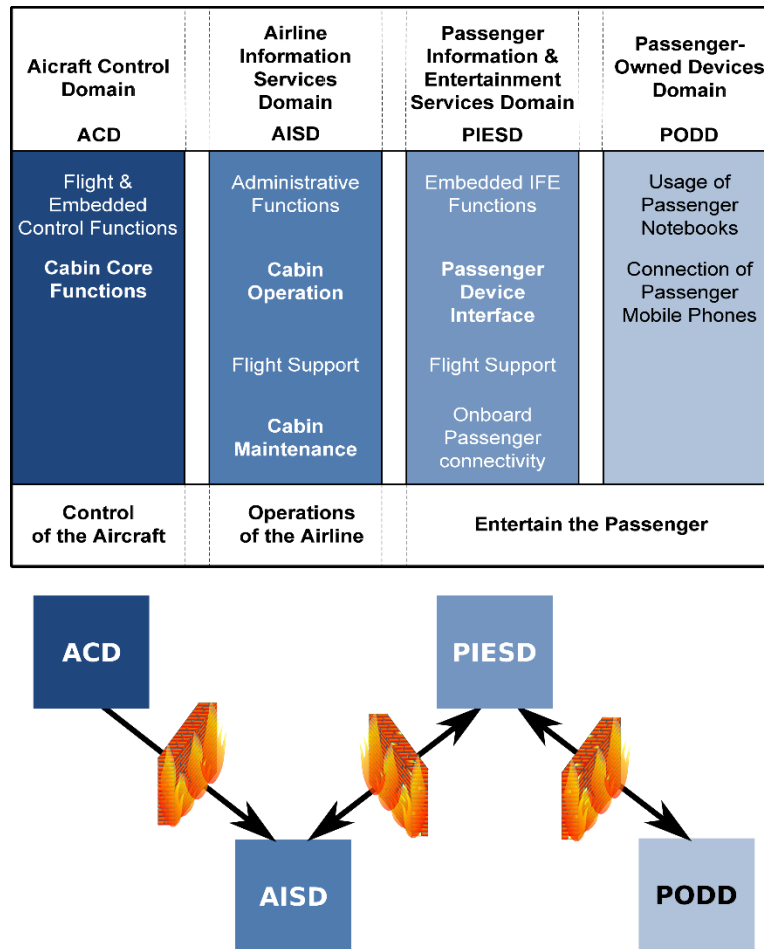 Aicraft Control
Domain
ACD
Airline
Information
Services
Domain
AISD
Passenger
Information &
Entertainment
Services Domain
PIESD
Passenger-
Owned Devices
Domain
PODD
Flight &
Embedded
Control Functions
Cabin Core
Functions
Administrative
Functions
Cabin
Operation
Flight Support
Cabin
Maintenance
Embedded IFE
Functions
Passenger
Device
Interface
Flight Support
Onboard
Passenger
connectivity
Usage of
Passenger
Notebooks
Connection of
Passenger
Mobile Phones
Control
of the Aircraft
Operations
of the Airline
Entertain the Passenger
ACD
PIESD
AISD
PODD